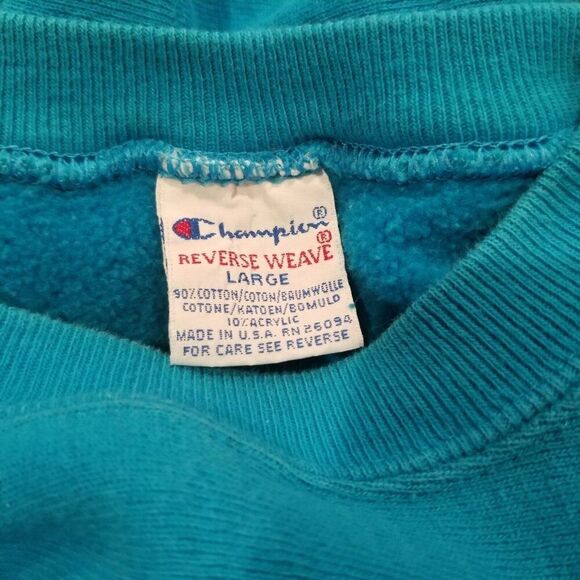 Champion®
REVERSE WEAVE®
LARGE
90% COTTON/COTON/BAUMWOLLE
COTONE/KATOEN/BOMULD
10% ACRYLIC
MADE IN U.S.A. RN 26094
FOR CARE SEE REVERSE